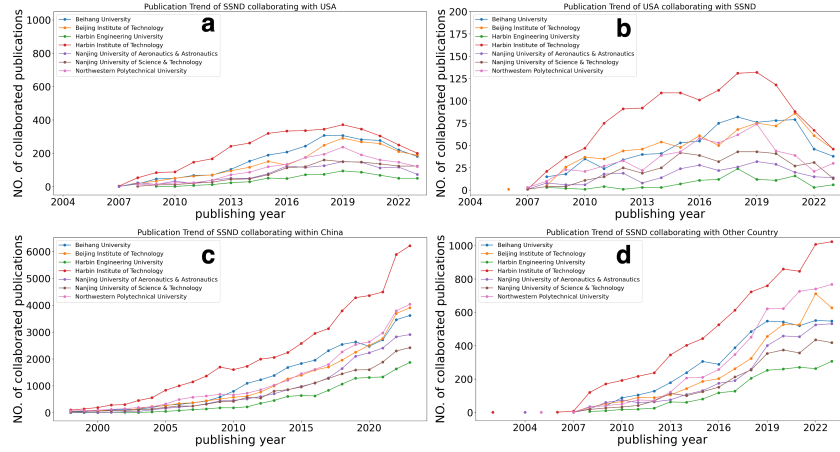 Publication Trend of SSND collaborating with USA
a
Beihang University
Beijing Institute of Technology
Harbin Engineering University
Harbin Institute of Technology
Nanjing University of Aeronautics & Astronautics
Nanjing University of Science & Technology
Northwestern Polytechnical University
NO. of collaborated publications
1000
800
600
400
200
0
2004 2007 2010 2013 2016 2019 2022
publishing year
Publication Trend of USA collaborating with SSND
b
Beihang University
Beijing Institute of Technology
Harbin Engineering University
Harbin Institute of Technology
Nanjing University of Aeronautics & Astronautics
Nanjing University of Science & Technology
Northwestern Polytechnical University
NO. of collaborated publications
200
175
150
125
100
75
50
25
0
2004 2007 2010 2013 2016 2019 2022
publishing year
Publication Trend of SSND collaborating within China
c
Beihang University
Beijing Institute of Technology
Harbin Engineering University
Harbin Institute of Technology
Nanjing University of Aeronautics & Astronautics
Nanjing University of Science & Technology
Northwestern Polytechnical University
NO. of collaborated publications
6000
5000
4000
3000
2000
1000
0
2000 2005 2010 2015 2020
publishing year
Publication Trend of SSND collaborating with Other Country
d
Beihang University
Beijing Institute of Technology
Harbin Engineering University
Harbin Institute of Technology
Nanjing University of Aeronautics & Astronautics
Nanjing University of Science & Technology
Northwestern Polytechnical University
NO. of collaborated publications
1000
800
600
400
200
0
2001 2004 2007 2010 2013 2016 2019 2022
publishing year